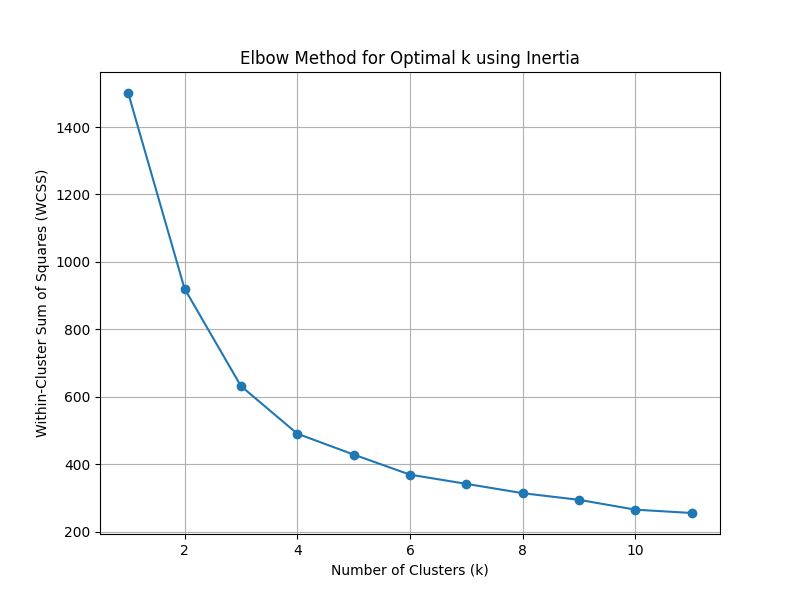 Elbow Method for Optimal k using Inertia
Within-Cluster Sum of Squares (WCSS)
1400
1200
1000
800
600
400
200
2 4 6 8 10
Number of Clusters (k)